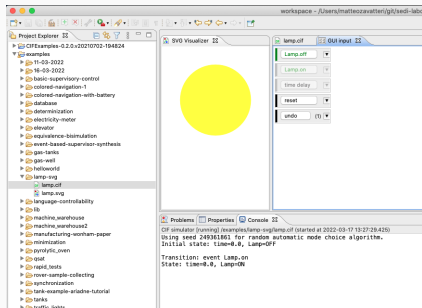 workspace - /Users/matteozavatteri/git/sedi-labs
Project Explorer
CIFExamples-0.2.0.v20210702-194824
examples
11-03-2022
16-03-2022
basic-supervisory-control
colored-navigation-1
colored-navigation-with-battery
database
determinization
electricity-meter
elevator
equivalence-bisimulation
event-based-supervisor-synthesis
gas-tanks
gas-well
helloworld
lamp-svg
lamp.cif
lamp.svg
language-controllability
lib
machine_warehouse
machine_warehouse2
manufacturing-wonham-paper
minimization
pyrolytic_oven
qsat
rapid_tests
rover-sample-collecting
synchronization
tank-example-ariadne-tutorial
tanks
traffic_lights
SVG Visualizer
lamp.cif
GUI input
Lamp.off
Lamp.on
time delay
reset
undo (1)
Problems Properties Console
CIF simulator [running] /examples/lamp-svg/lamp.cif (started at 2022-03-17 13:27:29.425)
Using seed 249361861 for random automatic mode choice algorithm.
Initial state: time=0.0, Lamp=OFF
Transition: event Lamp.on
State: time=0.0, Lamp=ON